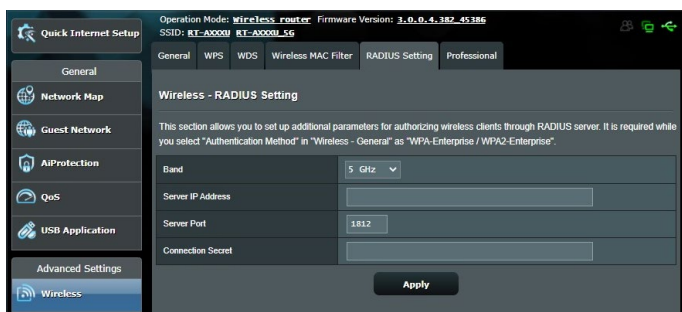 Quick Internet Setup
General
Network Map
Guest Network
AiProtection
QoS
USB Application
Advanced Settings
Wireless
Operation Mode: Wireless router Firmware Version: 3.0.0.4.382_45386
SSID: RT-AXXXU RT-AXXXU_5G
General WPS WDS Wireless MAC Filter RADIUS Setting Professional
Wireless - RADIUS Setting
This section allows you to set up additional parameters for authorizing wireless clients through RADIUS server. It is required while
you select "Authentication Method" in "Wireless - General" as "WPA-Enterprise / WPA2-Enterprise".
Band 5 GHz
Server IP Address
Server Port 1812
Connection Secret
Apply